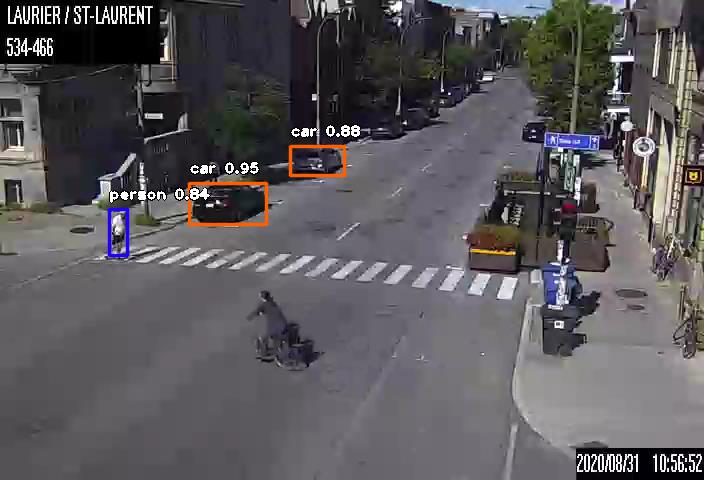 LAURIER / ST-LAURENT
534-466
car 0.88
car 0.95
person 0.84
2020/08/31 10:56:52